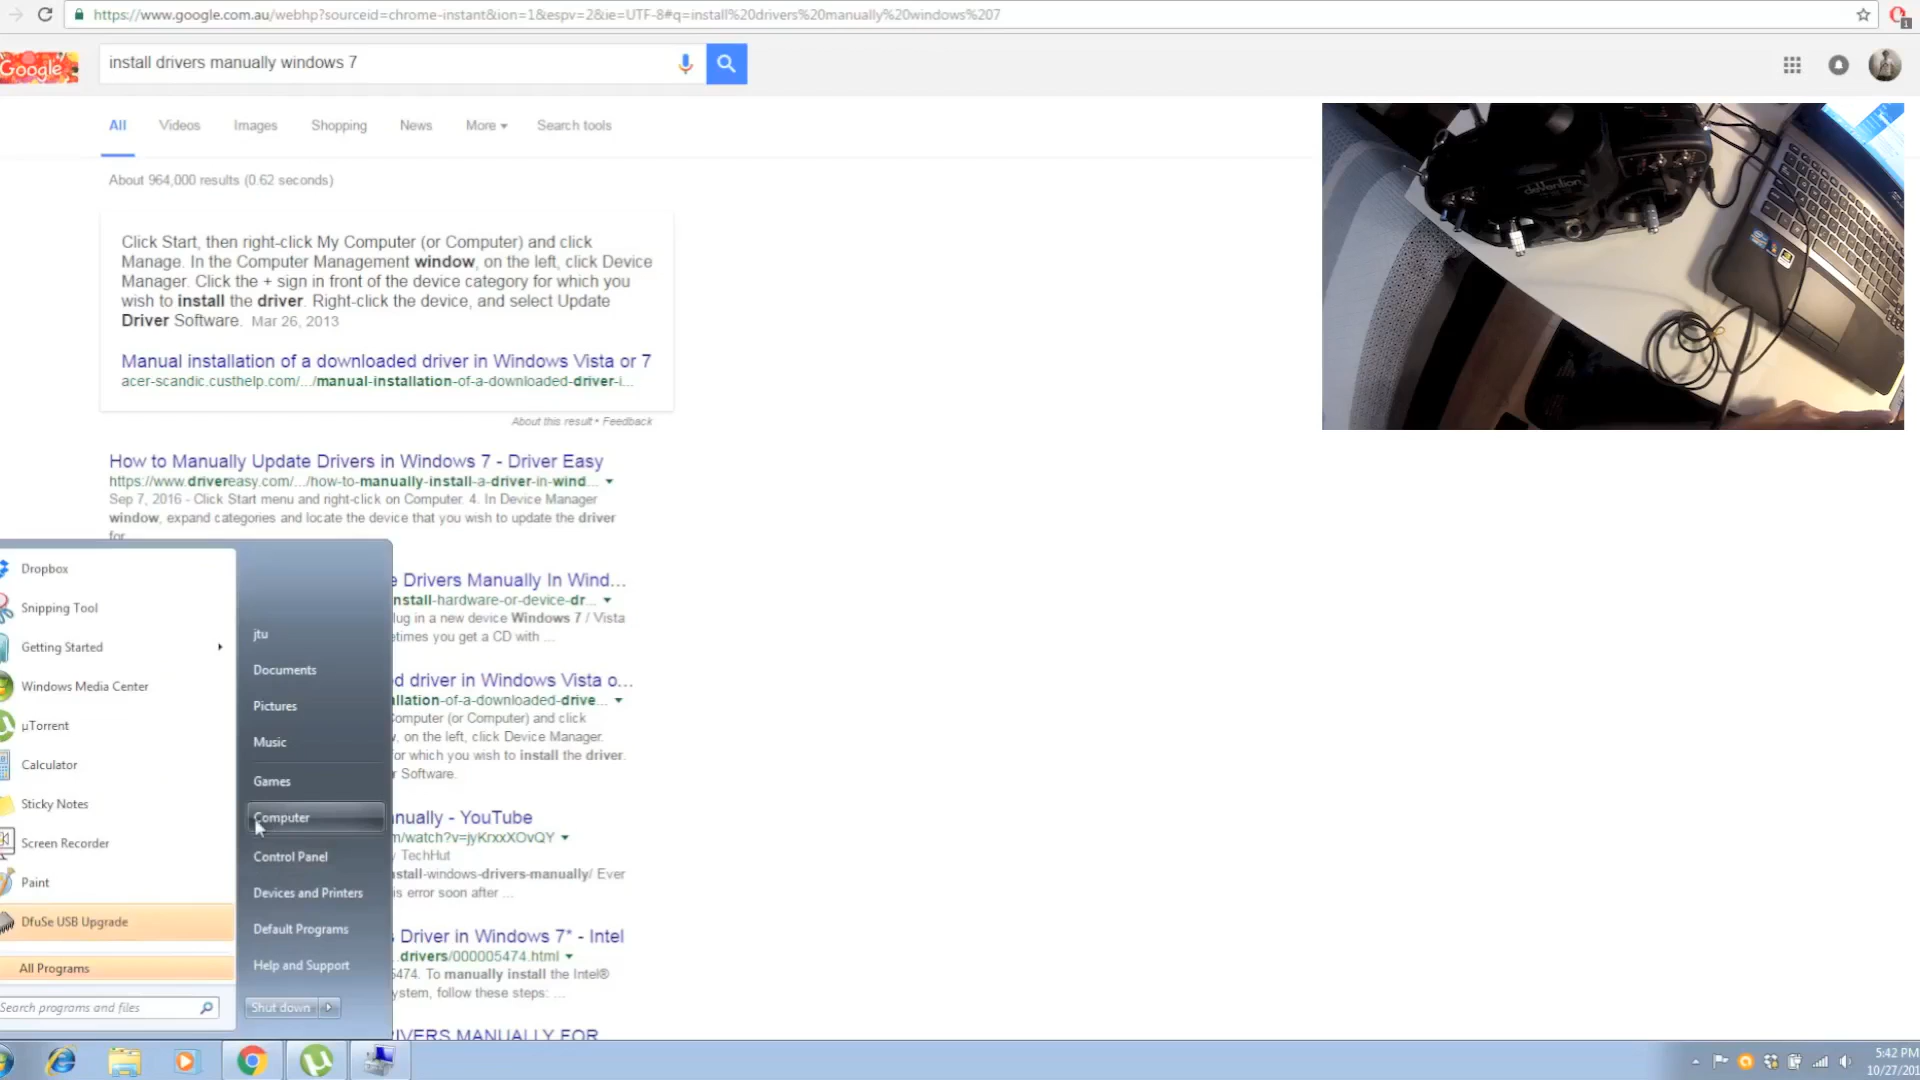 https://www.google.com.au/webhp?sourceid=chrome-instant&ion=1&espv=2&ie=UTF-8#q=install%20drivers%20manually%20windows%207
1
Google
install drivers manually windows 7
All Videos Images Shopping News More Search tools
About 964,000 results (0.62 seconds)
Click Start, then right-click My Computer (or Computer) and click
Manage. In the Computer Management window, on the left, click Device
Manager. Click the + sign in front of the device category for which you
wish to install the driver. Right-click the device, and select Update
Driver Software. Mar 26, 2013
Manual installation of a downloaded driver in Windows Vista or 7
acer-scandic.custhelp.com/.../manual-installation-of-a-downloaded-driver-i...
About this result • Feedback
How to Manually Update Drivers in Windows 7 - Driver Easy
https://www.drivereasy.com/.../how-to-manually-install-a-driver-in-wind...
Sep 7, 2016 - Click Start menu and right-click on Computer. 4. In Device Manager
window, expand categories and locate the device that you wish to update the driver
for
e Drivers Manually In Wind...
nstall-hardware-or-device-dr...
lug in a new device Windows 7 / Vista
etimes you get a CD with ...
d driver in Windows Vista o...
allation-of-a-downloaded-drive...
Computer (or Computer) and click
w, on the left, click Device Manager.
for which you wish to install the driver.
r Software.
anually - YouTube
m/watch?v=jyKrxxXOvQY
y TechHut
stall-windows-drivers-manually/ Ever
is error soon after ...
s Driver in Windows 7* - Intel
drivers/000005474.html
5474. To manually install the Intel®
ystem, follow these steps: ...
RIVERS MANUALLY FOR
Dropbox
Snipping Tool
Getting Started
Windows Media Center
µTorrent
Calculator
Sticky Notes
Screen Recorder
Paint
DfuSe USB Upgrade
All Programs
Search programs and files
jtu
Documents
Pictures
Music
Games
Computer
Control Panel
Devices and Printers
Default Programs
Help and Support
Shut down
devention
5:42 PM
10/27/201